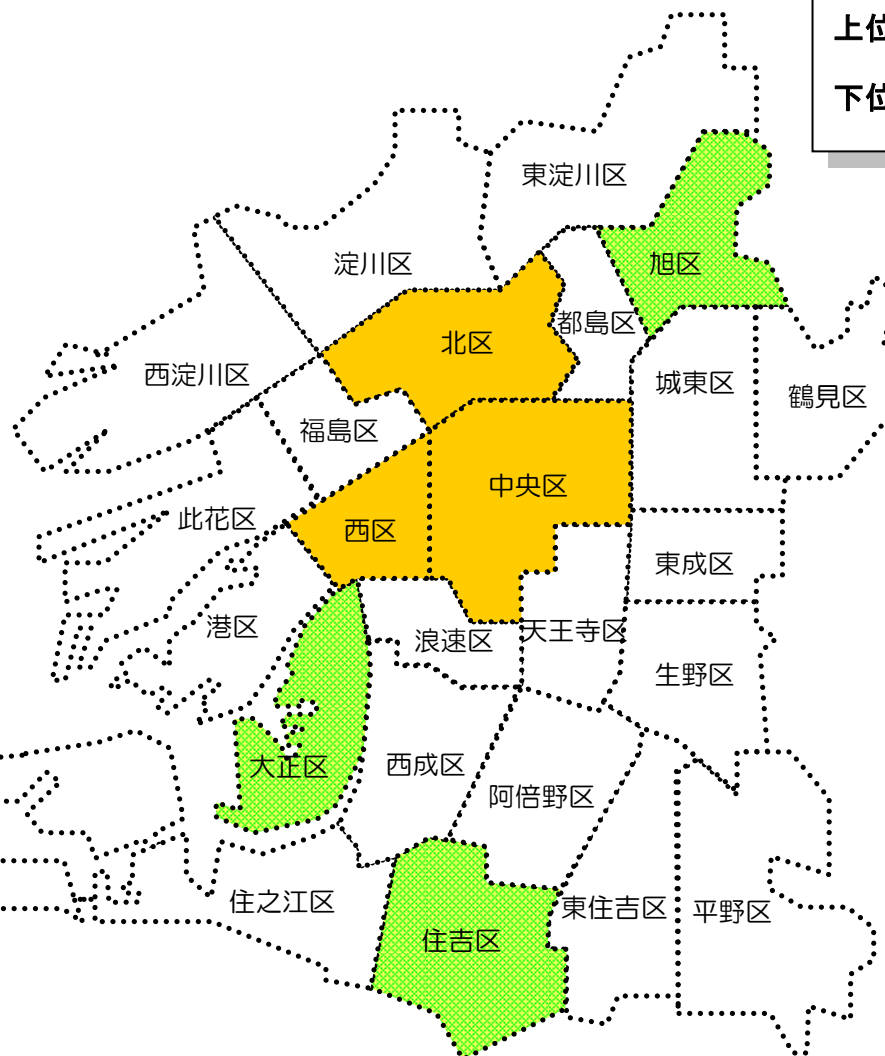 上位
下位
東淀川区
淀川区
旭区
都島区
北区
西淀川区
城東区
鶴見区
福島区
中央区
此花区
西区
東成区
港区
浪速区
天王寺区
生野区
大正区
西成区
阿倍野区
住之江区
東住吉区
平野区
住吉区